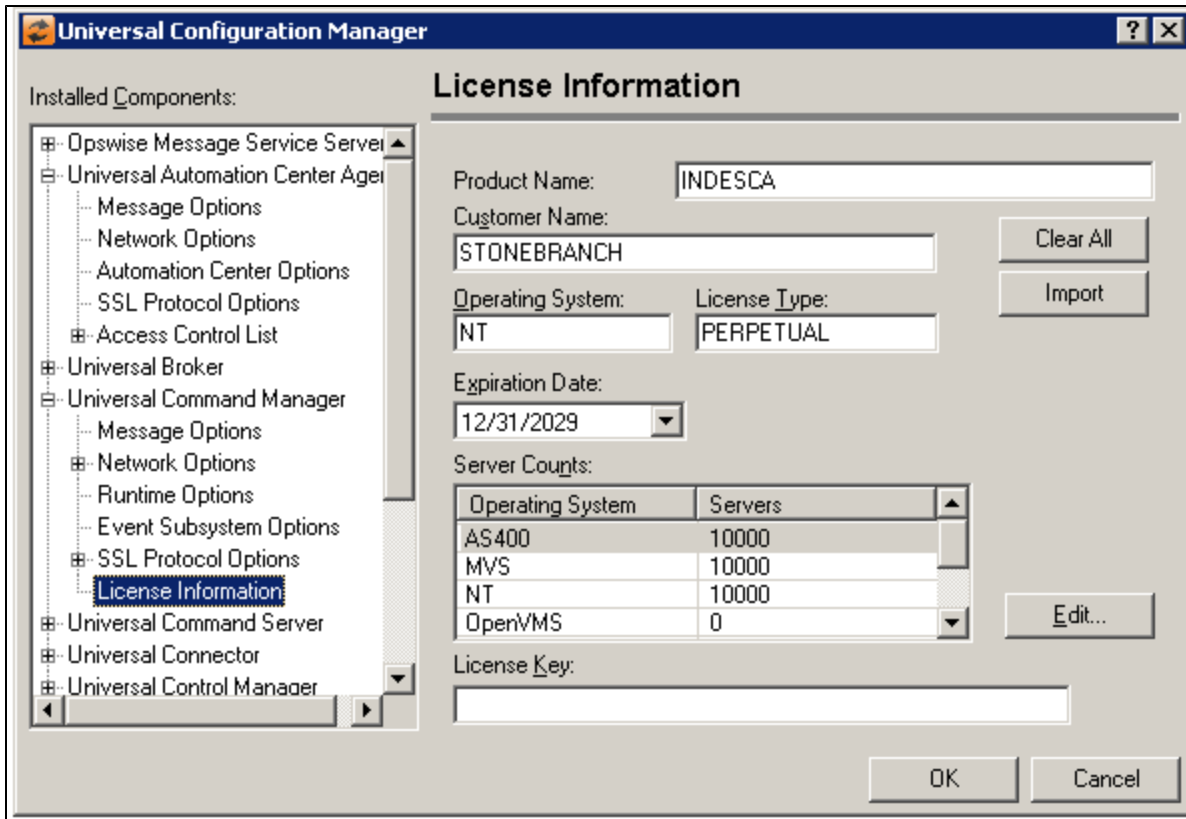 Universal Configuration Manager
Installed Components:
Opswise Message Service Server
Universal Automation Center Ager
Message Options
Network Options
Automation Center Options
SSL Protocol Options
Access Control List
Universal Broker
Universal Command Manager
Message Options
Network Options
Runtime Options
Event Subsystem Options
SSL Protocol Options
License Information
Universal Command Server
Universal Connector
Universal Control Manager
License Information
Product Name: INDESCA
Customer Name:
STONEBRANCH
Clear All
Import
Operating System: License Type:
NT PERPETUAL
Expiration Date:
12/31/2029
Server Counts:
Operating System Servers
AS400 10000
MVS 10000
NT 10000
OpenVMS 0
Edit...
License Key:
OK Cancel